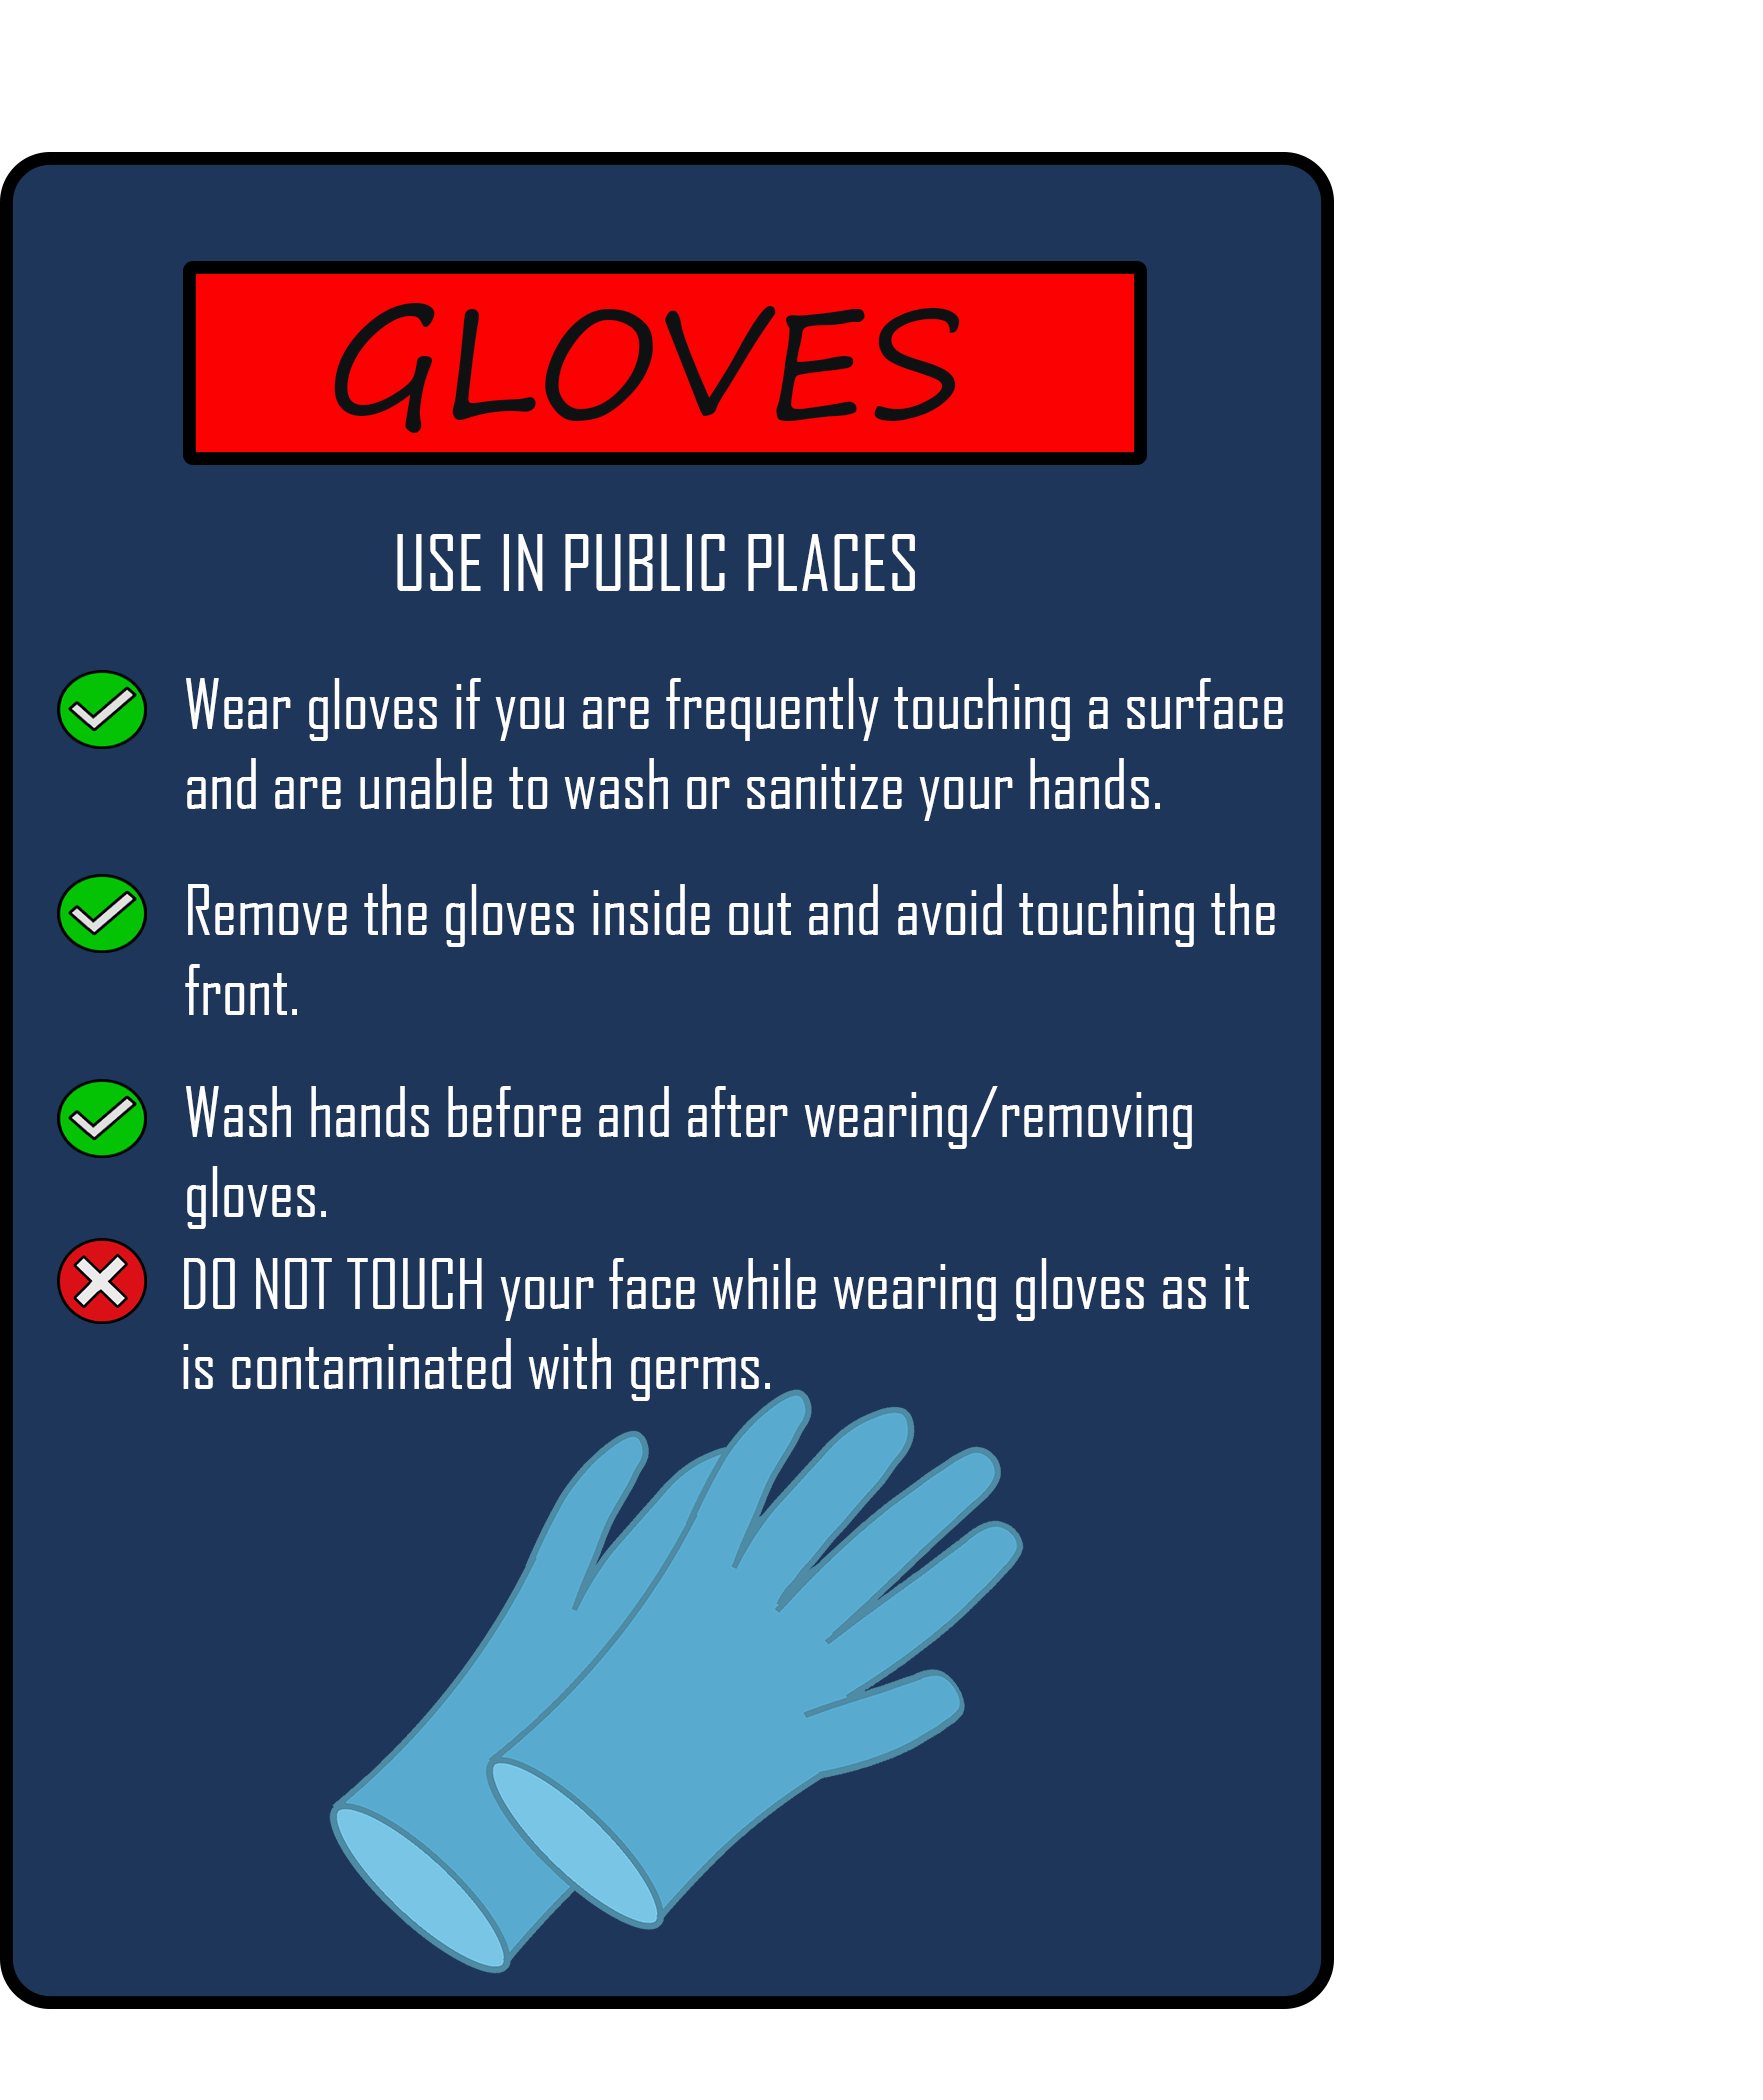 GLOVES
USE IN PUBLIC PLACES
Wear gloves if you are frequently touching a surface
and are unable to wash or sanitize your hands.
Remove the gloves inside out and avoid touching the
front.
Wash hands before and after wearing/removing
gloves.
DO NOT TOUCH your face while wearing gloves as it
is contaminated with germs.